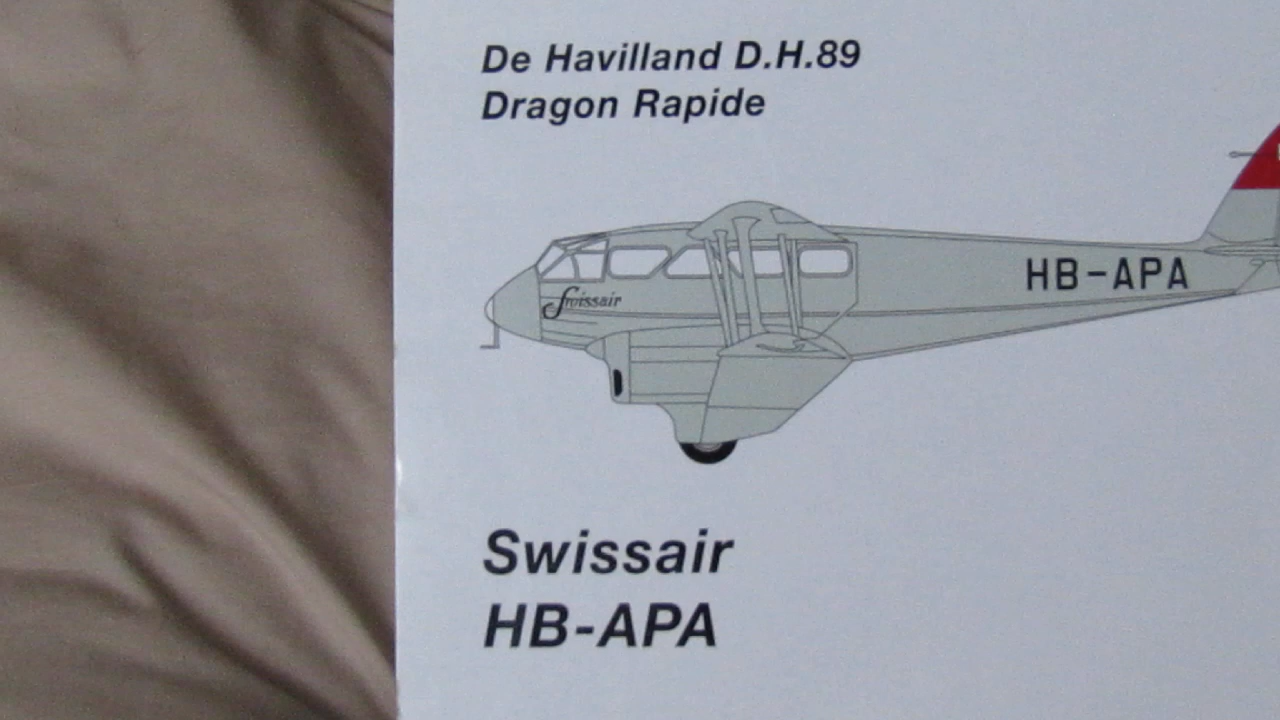 De Havilland D.H.89
Dragon Rapide
HB-APA
Swissair
Swissair
HB-APA